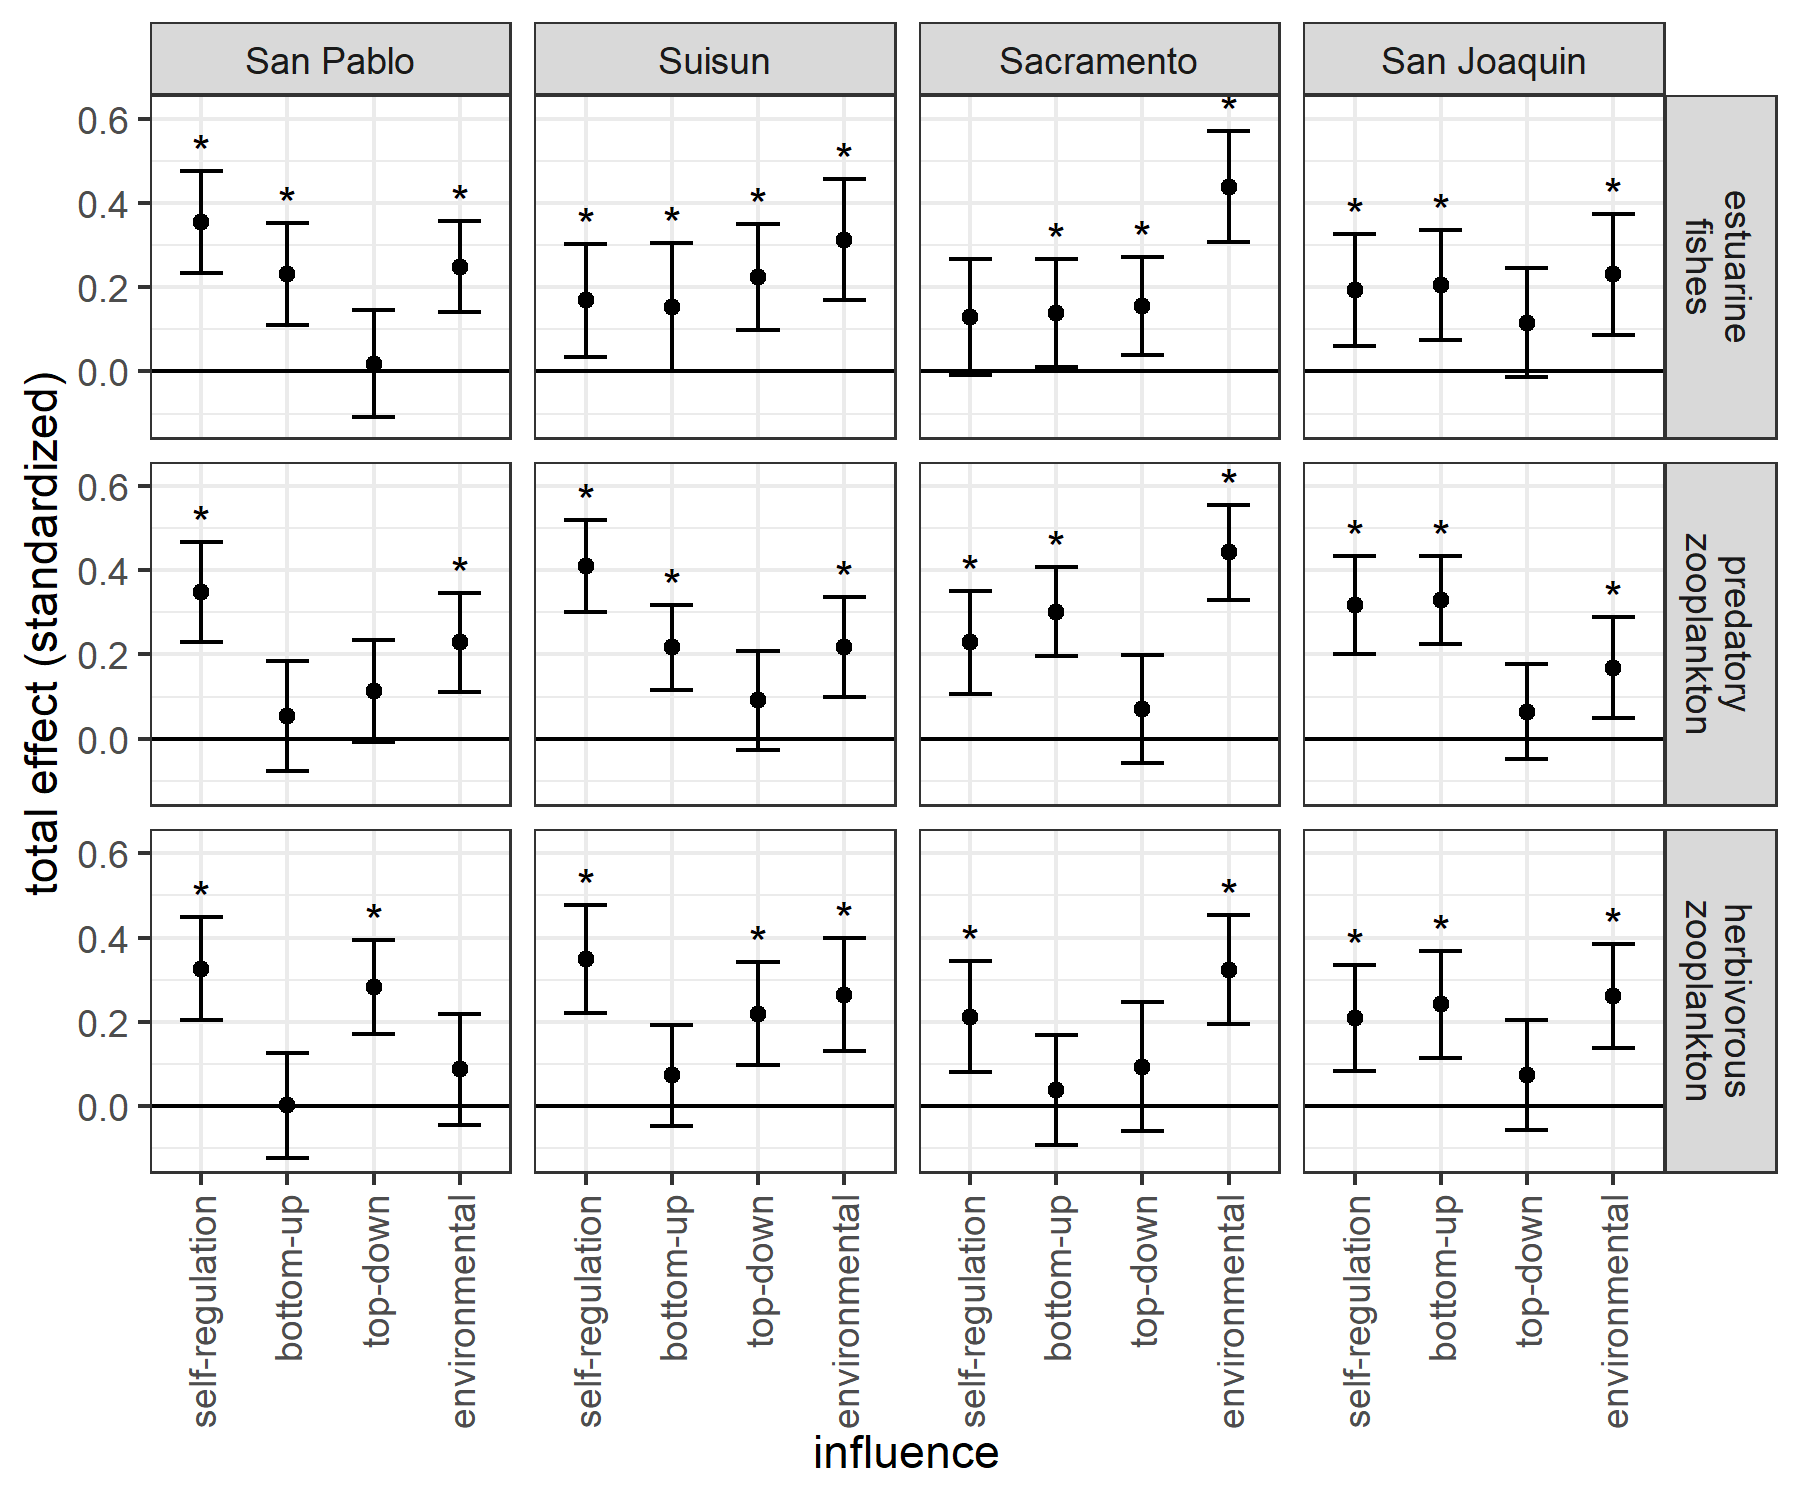 San Pablo
Suisun
Sacramento
San Joaquin
total effect (standardized)
0.6
0.4
0.2
0.0
* * *
* * * *
* * *
* * *
estuarine
fishes
0.6
0.4
0.2
0.0
* *
* * *
* * *
* * *
predatory
zooplankton
0.6
0.4
0.2
0.0
* *
* * *
* *
* * *
herbivorous
zooplankton
self-regulation
bottom-up
top-down
environmental
self-regulation
bottom-up
top-down
environmental
self-regulation
bottom-up
top-down
environmental
self-regulation
bottom-up
top-down
environmental
influence